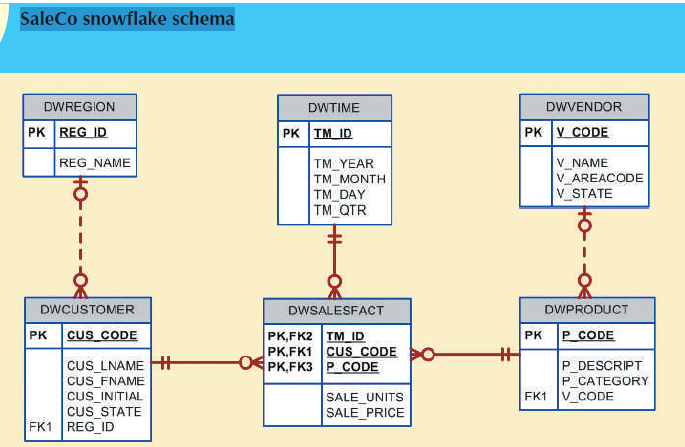 SaleCo snowflake schema
DWREGION
PK REG_ID
REG_NAME
DWTIME
PK TM_ID
TM_YEAR
TM_MONTH
TM_DAY
TM_QTR
DWVENDOR
PK V_CODE
V_NAME
V_AREACODE
V_STATE
DWCUSTOMER
PK CUS_CODE
CUS_LNAME
CUS_FNAME
CUS_INITIAL
CUS_STATE
FK1 REG_ID
DWSALESFACT
PK,FK2 TM_ID
PK,FK1 CUS_CODE
PK,FK3 P_CODE
SALE_UNITS
SALE_PRICE
DWPRODUCT
PK P_CODE
P_DESCRIPT
P_CATEGORY
FK1 V_CODE